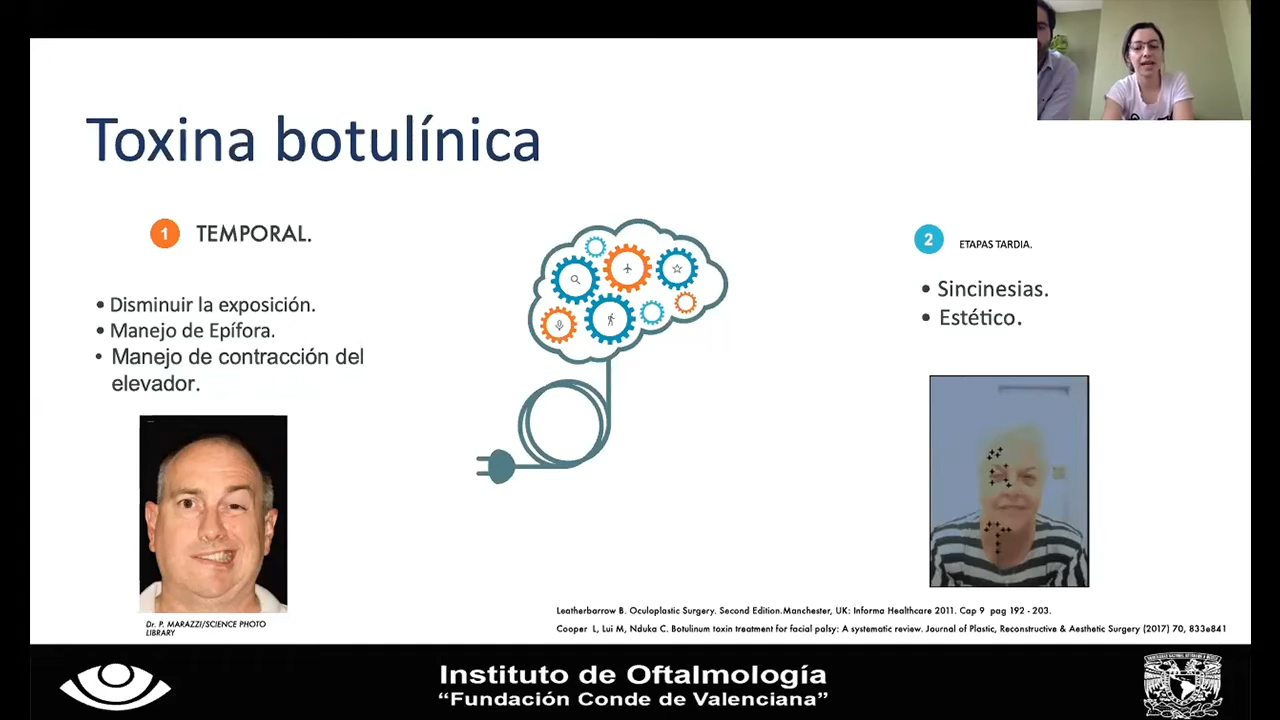 Toxina botulínica
1 TEMPORAL.
• Disminuir la exposición.
• Manejo de Epífora.
• Manejo de contracción del
elevador.
Dr. P. MARAZZI/SCIENCE PHOTO
LIBRARY
2 ETAPAS TARDIA.
• Sincinesias.
• Estético.
Leatherbarrow B. Oculoplastic Surgery. Second Edition.Manchester, UK: Informa Healthcare 2011. Cap 9 pag 192 - 203.
Cooper L, Lui M, Nduka C. Botulinum toxin treatment for facial palsy: A systematic review. Journal of Plastic, Reconstructive & Aesthetic Surgery (2017) 70, 833e841
Instituto de Oftalmología
“Fundación Conde de Valenciana”